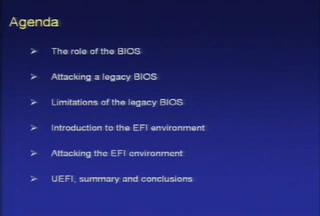 Agenda
➢ The role of the BIOS
➢ Attacking a legacy BIOS
➢ Limitations of the legacy BIOS
➢ Introduction to the EFI environment
➢ Attacking the EFI environment
➢ UEFI, summary and conclusions